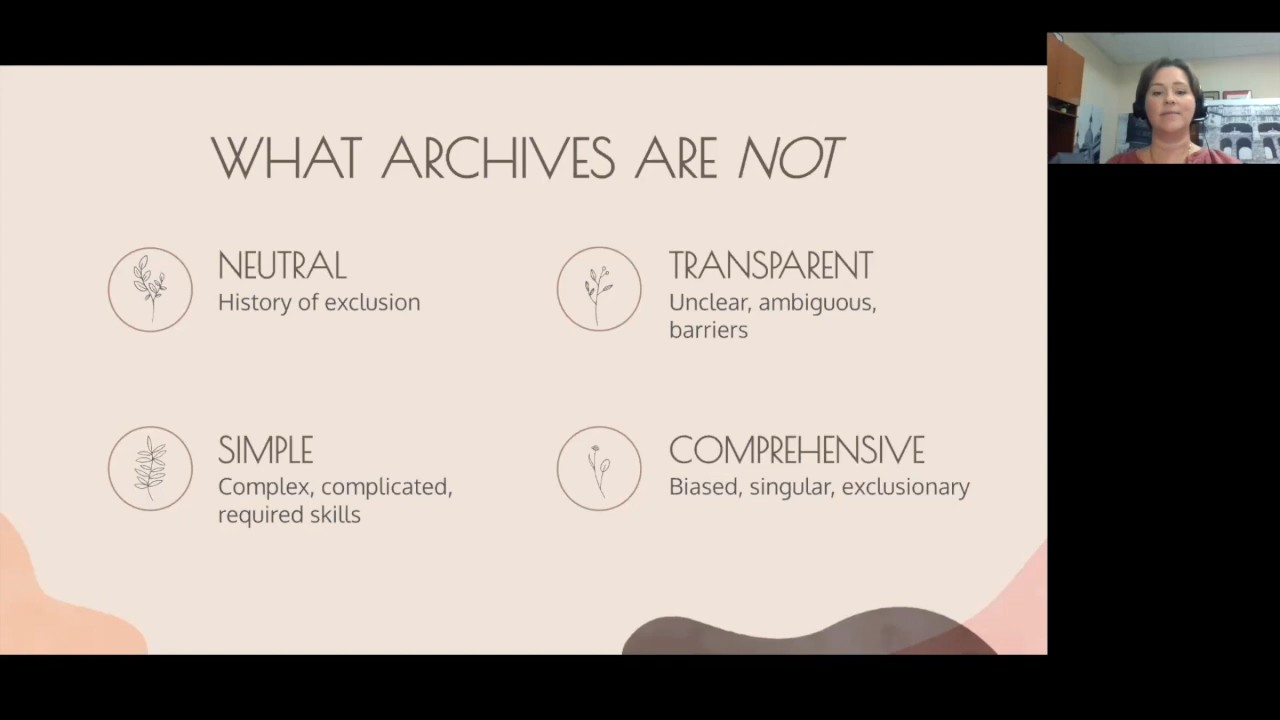 WHAT ARCHIVES ARE NOT
NEUTRAL
History of exclusion
TRANSPARENT
Unclear, ambiguous,
barriers
SIMPLE
Complex, complicated,
required skills
COMPREHENSIVE
Biased, singular, exclusionary